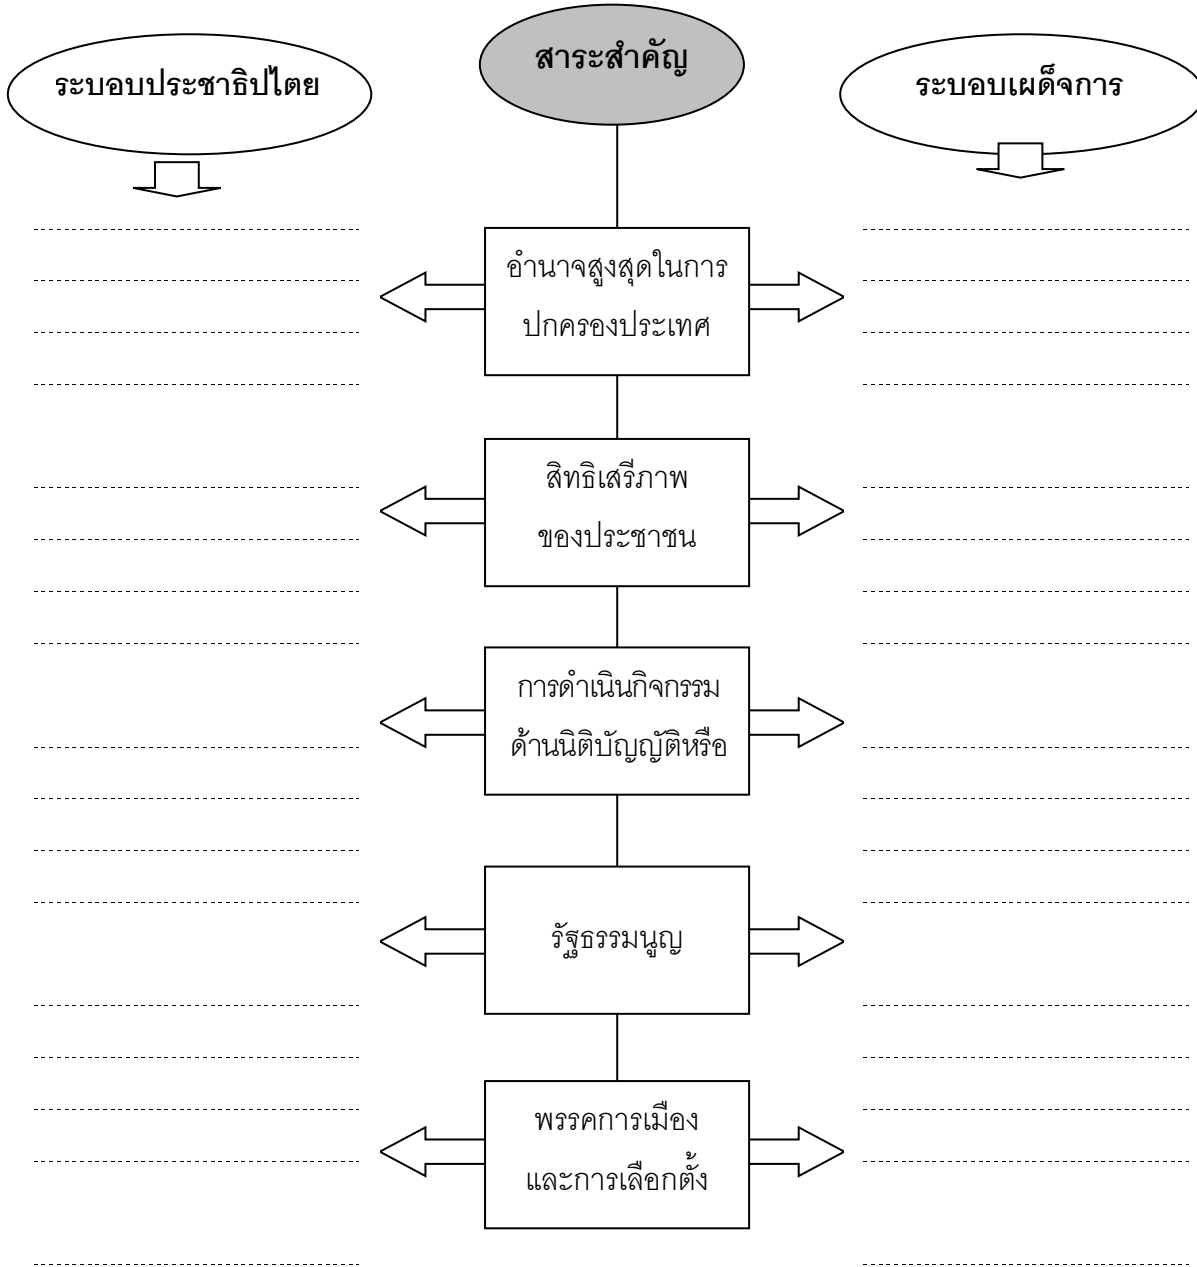 ระบอบประชาธิปไตย
สาระสำคัญ
ระบอบเผด็จการ
อำนาจสูงสุดในการ
ปกครองประเทศ
สิทธิเสรีภาพ
ของประชาชน
การดำเนินกิจกรรม
ด้านนิติบัญญัติหรือ
รัฐธรรมนูญ
พรรคการเมือง
และการเลือกตั้ง